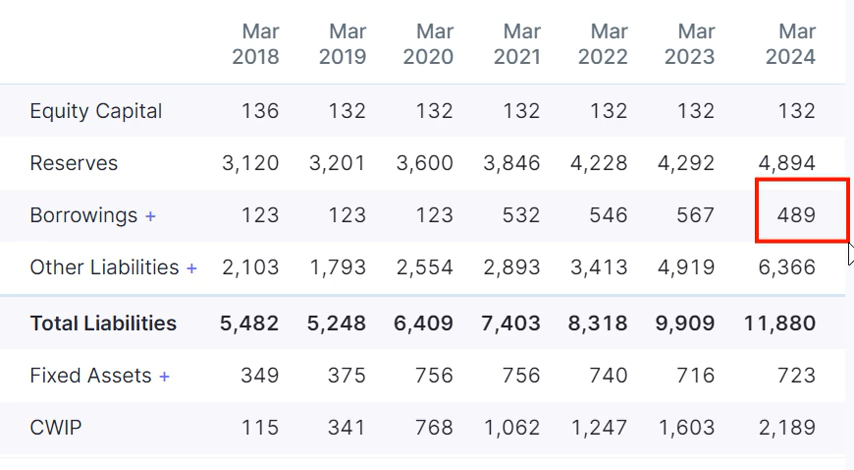 Mar Mar Mar Mar Mar Mar Mar
2018 2019 2020 2021 2022 2023 2024
Equity Capital 136 132 132 132 132 132 132
Reserves 3,120 3,201 3,600 3,846 4,228 4,292 4,894
Borrowings + 123 123 123 532 546 567 489
Other Liabilities + 2,103 1,793 2,554 2,893 3,413 4,919 6,366
Total Liabilities 5,482 5,248 6,409 7,403 8,318 9,909 11,880
Fixed Assets + 349 375 756 756 740 716 723
CWIP 115 341 768 1,062 1,247 1,603 2,189